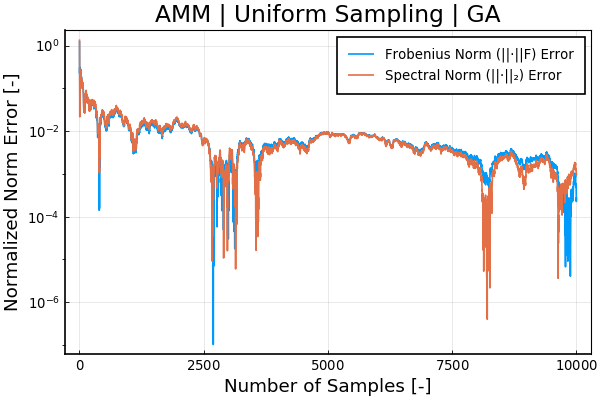 AMM | Uniform Sampling | GA
Frobenius Norm (||·||F) Error
Spectral Norm (||·||₂) Error
Normalized Norm Error [-]
10⁰
10⁻²
10⁻⁴
10⁻⁶
0 2500 5000 7500 10000
Number of Samples [-]